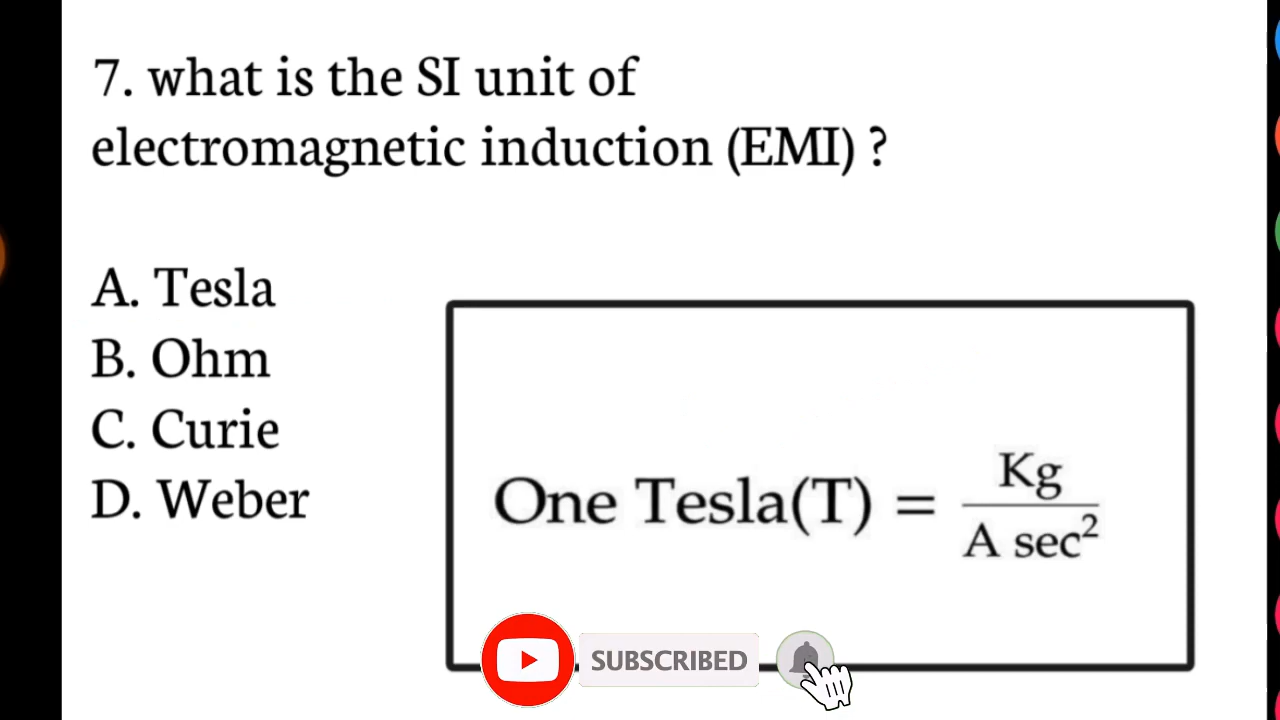 7. what is the SI unit of
electromagnetic induction (EMI) ?
A. Tesla
B. Ohm
C. Curie
D. Weber
One Tesla(T) = Kg
A sec²
SUBSCRIBED